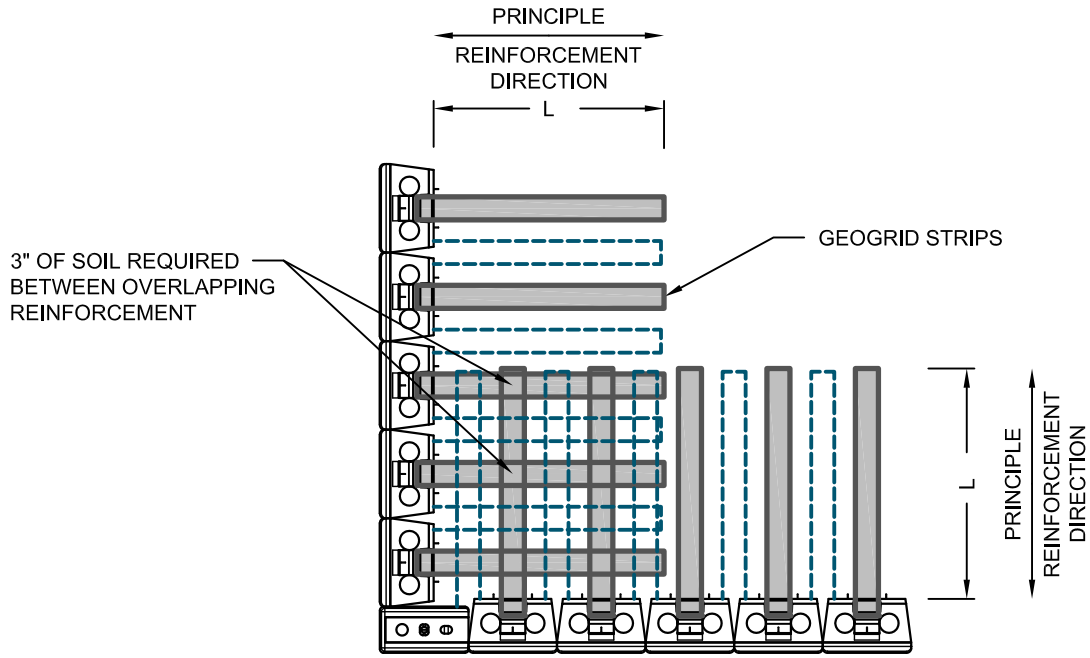 PRINCIPLE
REINFORCEMENT
DIRECTION
L
GEOGRID STRIPS
3" OF SOIL REQUIRED
BETWEEN OVERLAPPING
REINFORCEMENT
L
PRINCIPLE
REINFORCEMENT
DIRECTION